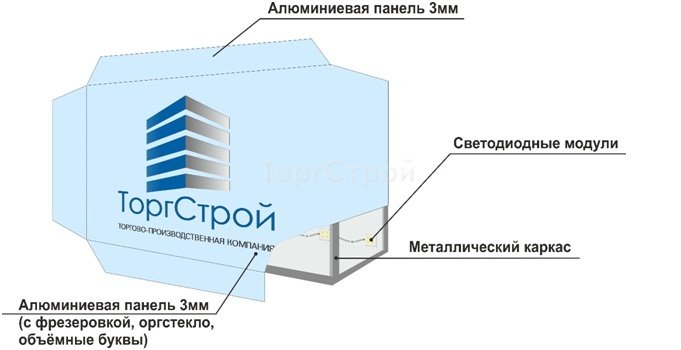 Алюминиевая панель 3мм
Светодиодные модули
ТоргСтрой
ТоргСтрой
ТОРГОВО-ПРОИЗВОДСТВЕННАЯ КОМПАНИЯ
Металлический каркас
Алюминиевая панель 3мм
(с фрезеровкой, оргстекло,
объёмные буквы)